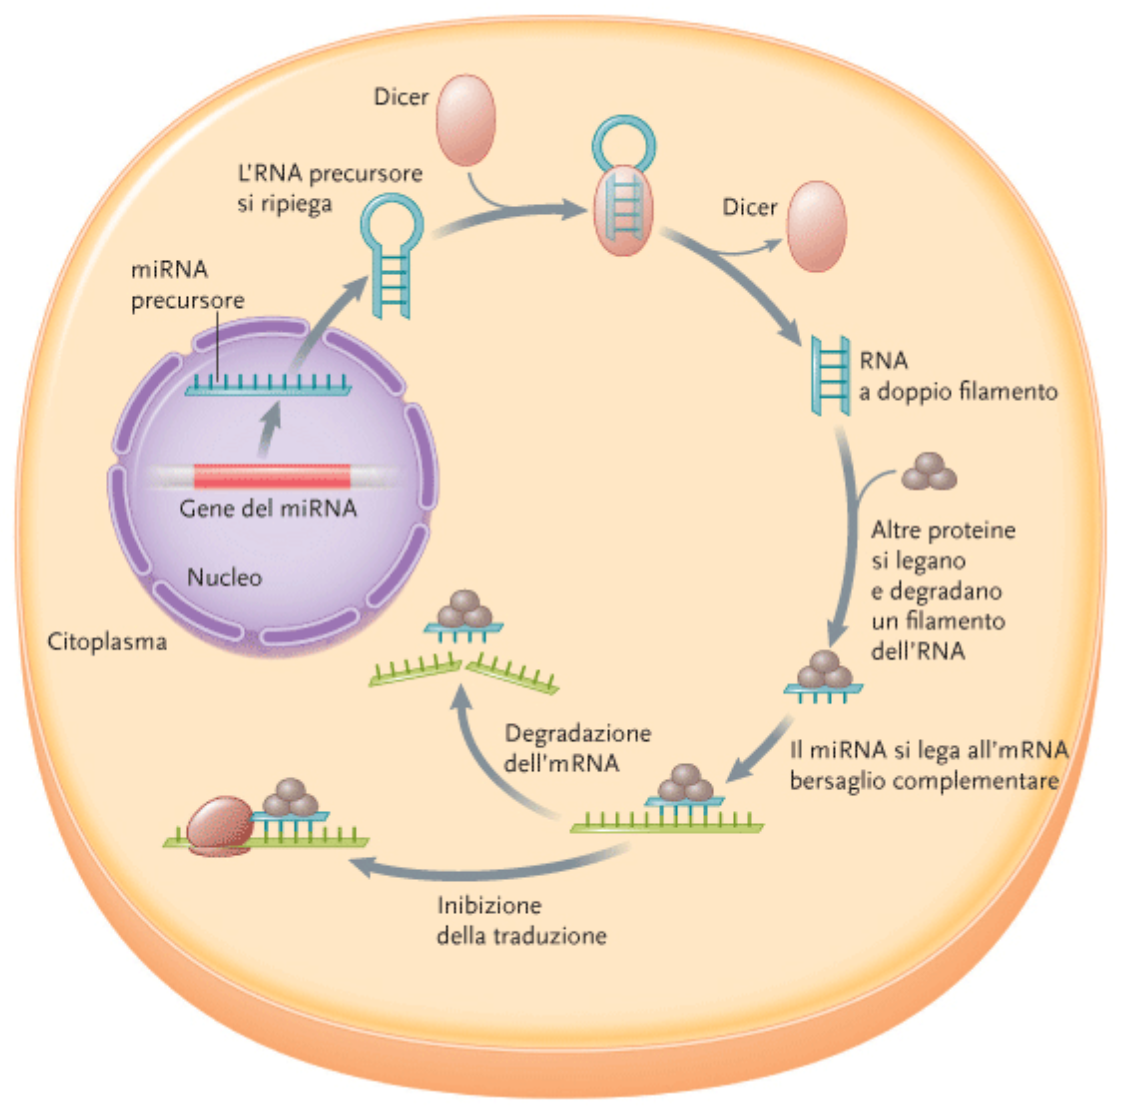 Dicer
L'RNA precursore
si ripiega
Dicer
miRNA
precursore
RNA
a doppio filamento
Gene del miRNA
Altre proteine
si legano
e degradano
un filamento
dell'RNA
Nucleo
Citoplasma
Degradazione
dell'mRNA
Il miRNA si lega all'mRNA
bersaglio complementare
Inibizione
della traduzione